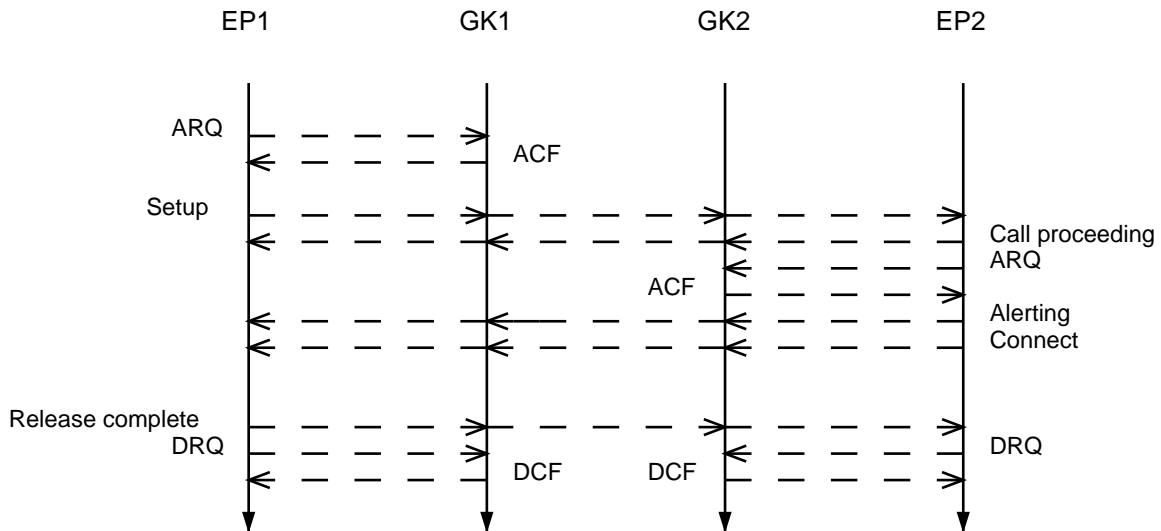 EP1 GK1 GK2 EP2
ARQ
ACF
Setup
Call proceeding
ARQ
ACF
Alerting
Connect
Release complete
DRQ DRQ
DCF DCF